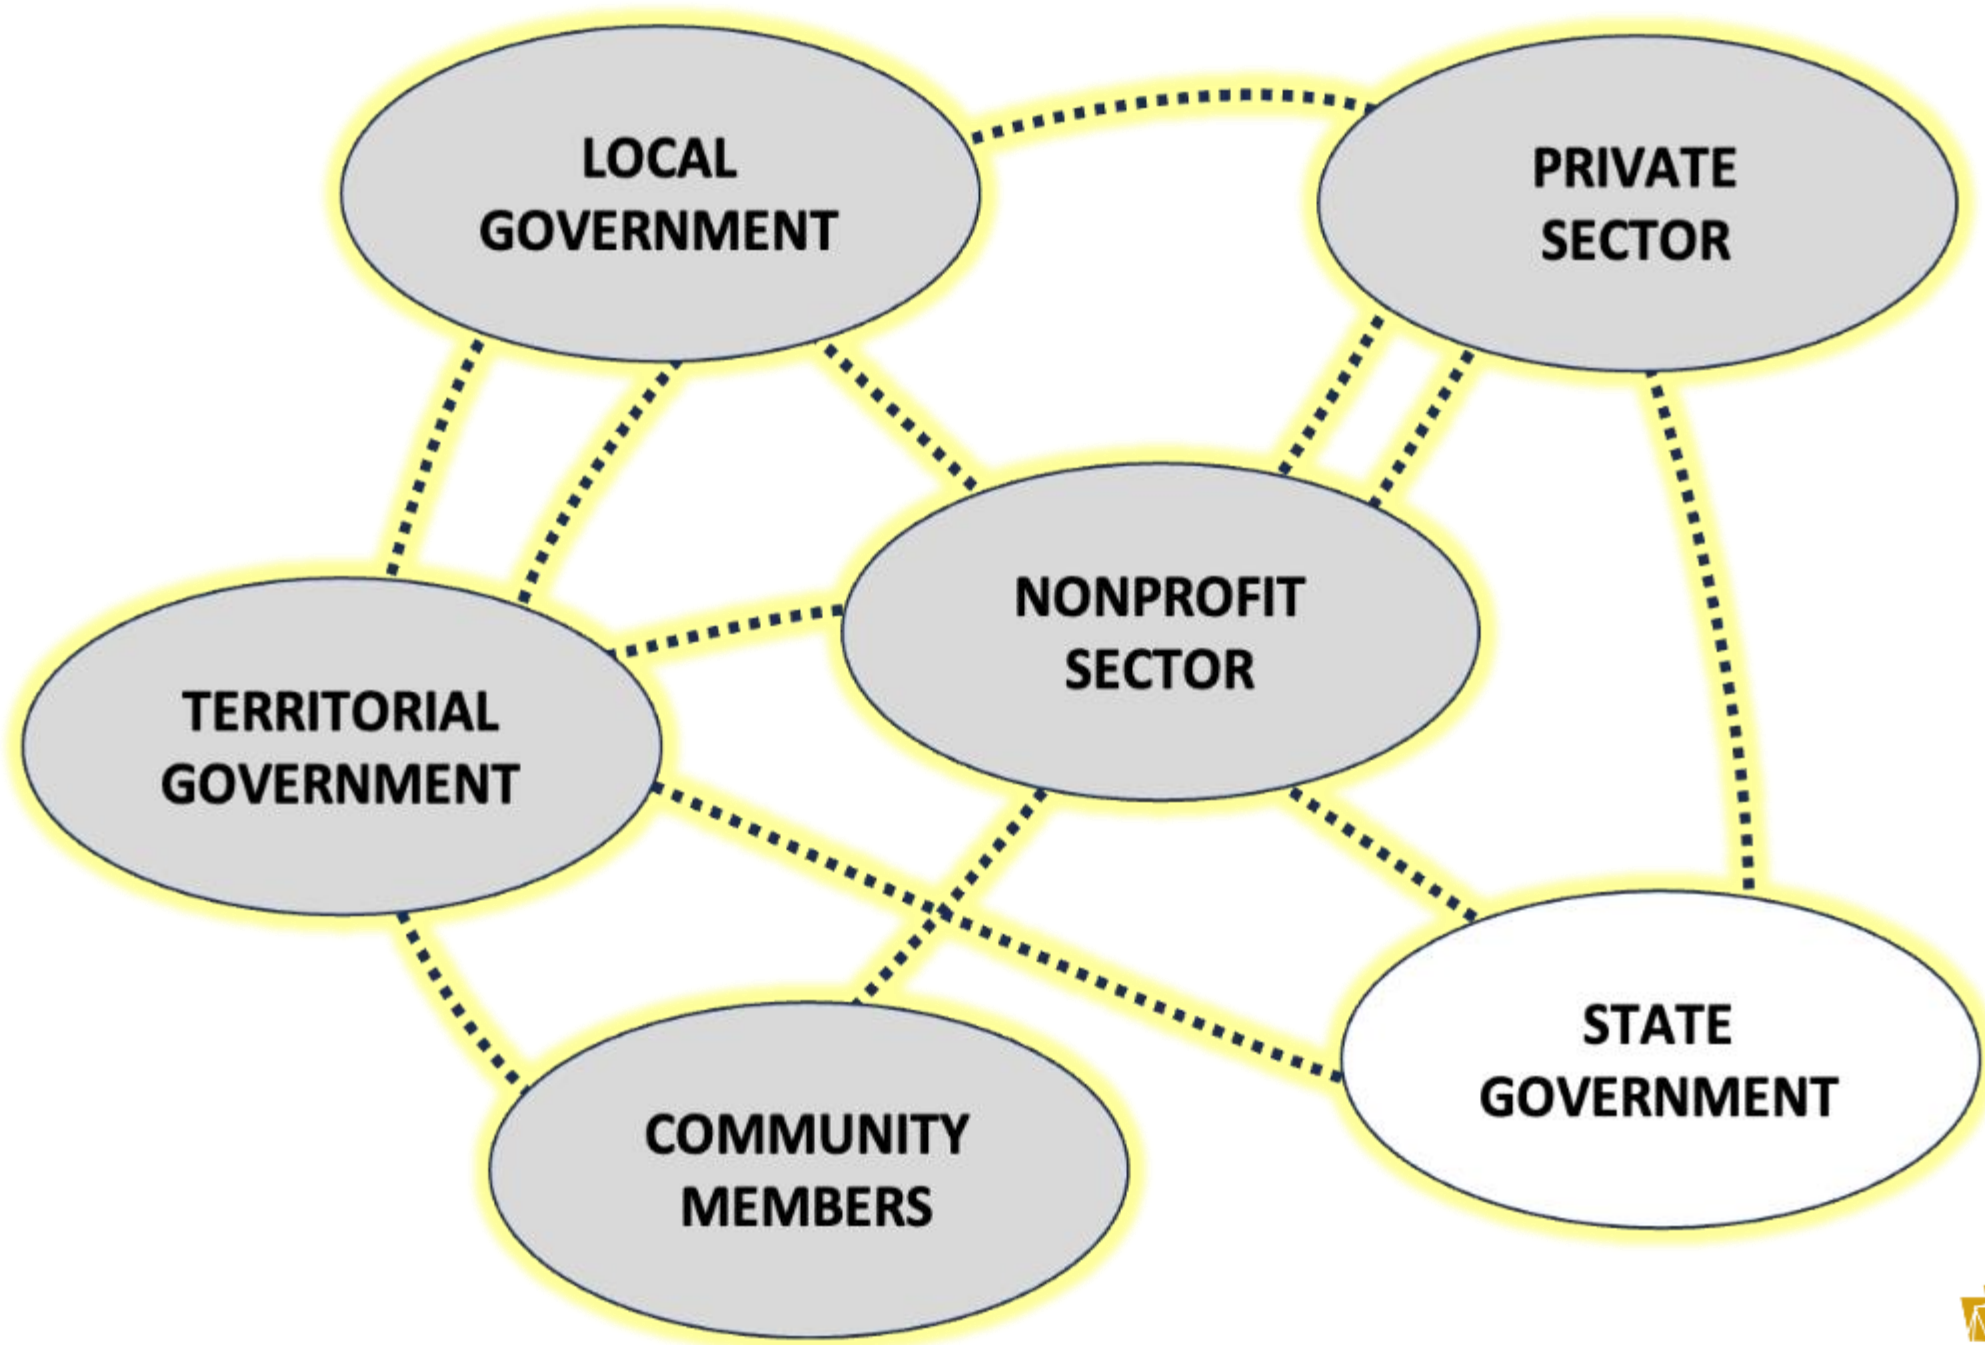 LOCAL
GOVERNMENT
PRIVATE
SECTOR
NONPROFIT
SECTOR
TERRITORIAL
GOVERNMENT
STATE
GOVERNMENT
COMMUNITY
MEMBERS